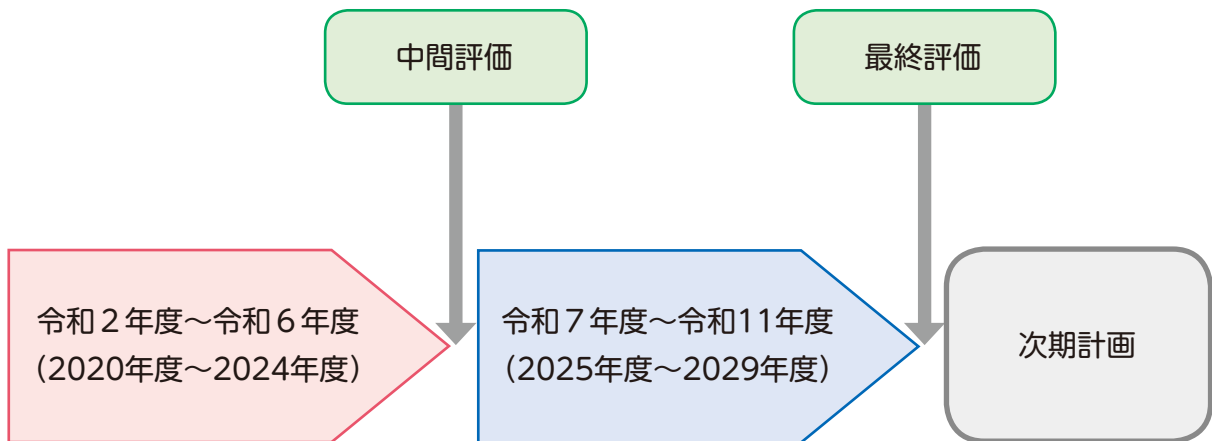 中間評価
最終評価
令和２年度～令和６年度
（2020年度～2024年度）
令和７年度～令和11年度
（2025年度～2029年度）
次期計画